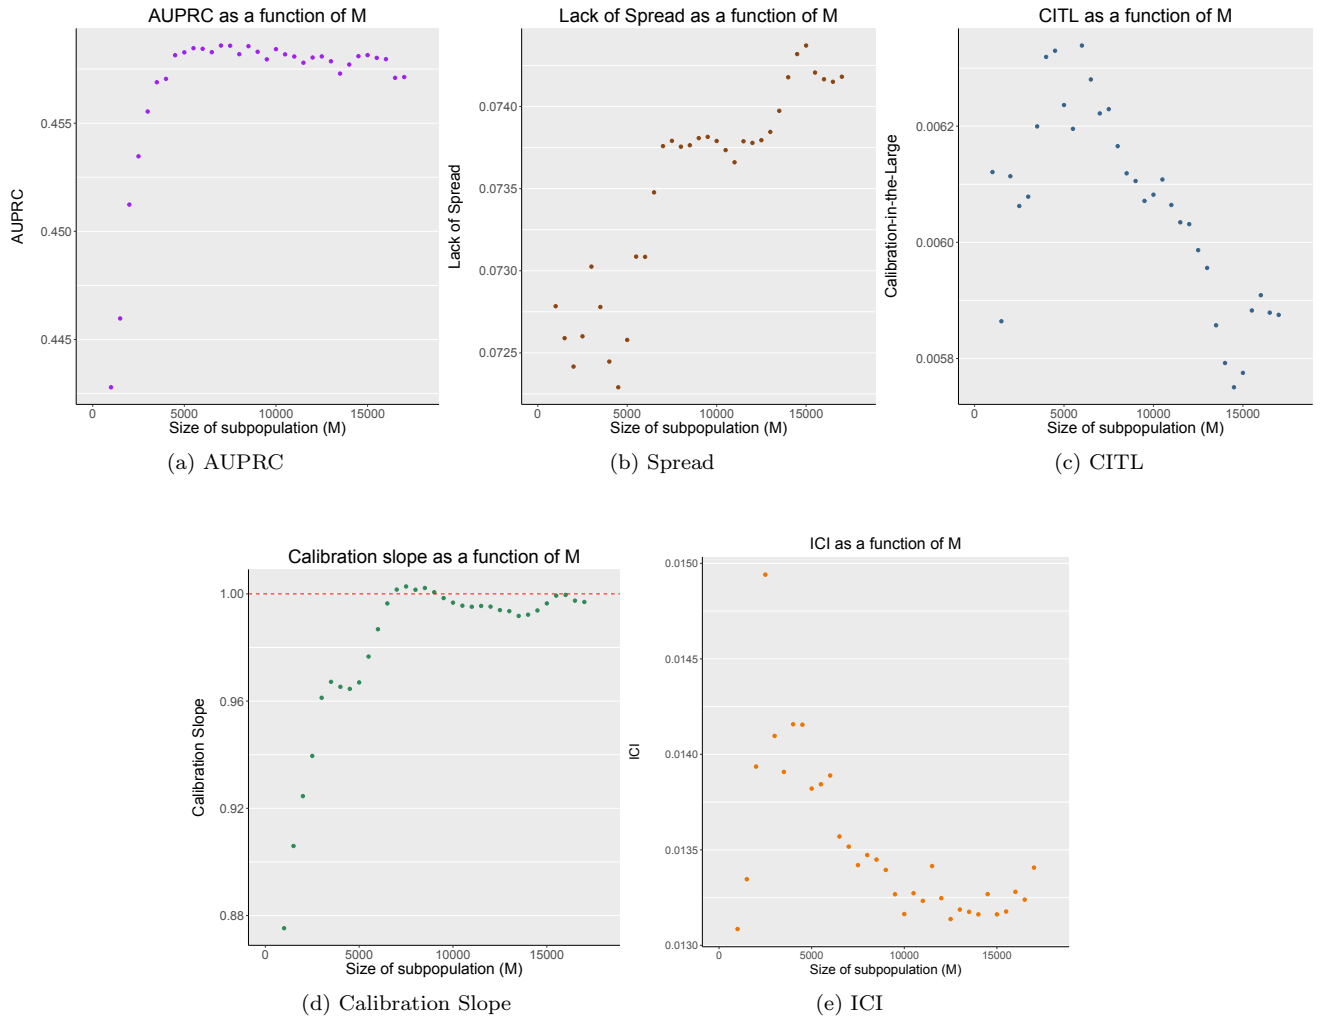 AUPRC as a function of M
AUPRC
0.455
0.450
0.445
0
5000
10000
15000
Size of subpopulation (M)
(a) AUPRC
Lack of Spread as a function of M
Lack of Spread
0.0740
0.0735
0.0730
0.0725
0
5000
10000
15000
Size of subpopulation (M)
(b) Spread
CITL as a function of M
Calibration-in-the-Large
0.0062
0.0060
0.0058
0
5000
10000
15000
Size of subpopulation (M)
(c) CITL
Calibration slope as a function of M
Calibration Slope
1.00
0.96
0.92
0.88
0
5000
10000
15000
Size of subpopulation (M)
(d) Calibration Slope
ICI as a function of M
ICI
0.0150
0.0145
0.0140
0.0135
0.0130
0
5000
10000
15000
Size of subpopulation (M)
(e) ICI